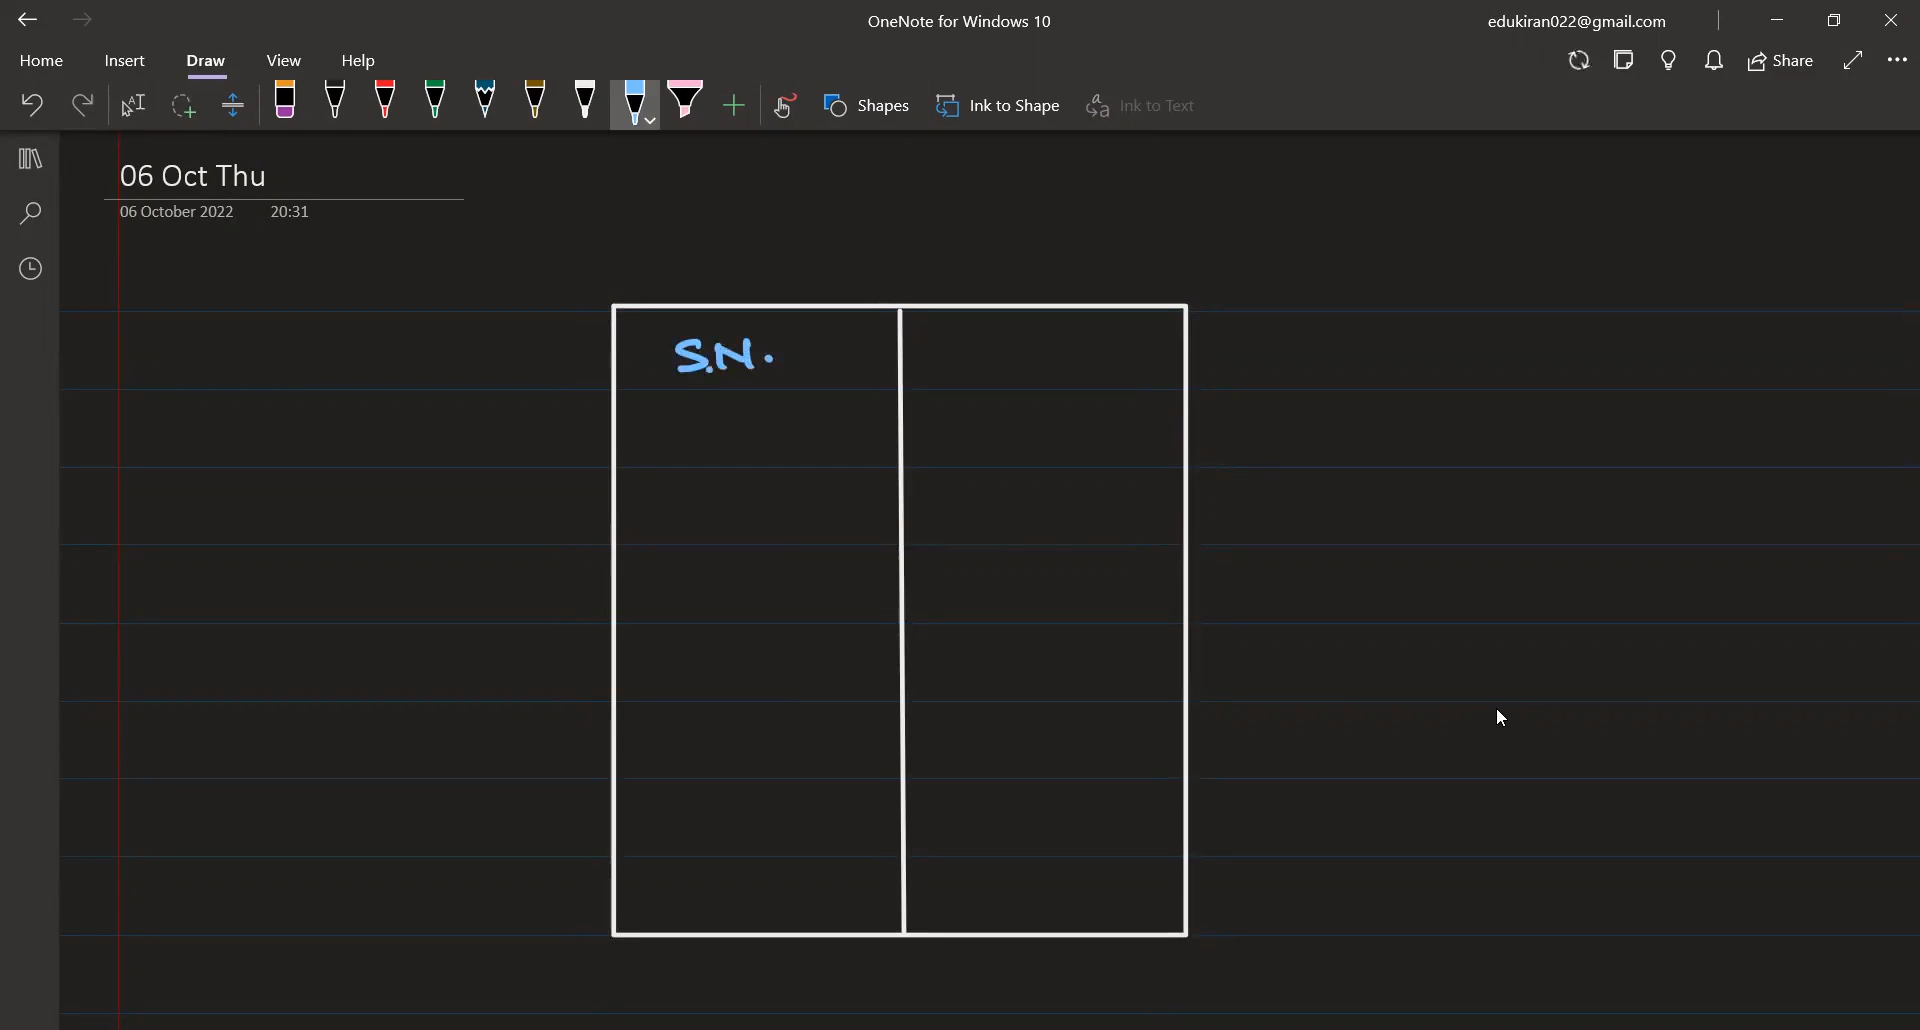 OneNote for Windows 10
edukiran022@gmail.com
Home Insert Draw View Help
Share
Shapes Ink to Shape Ink to Text
06 Oct Thu
06 October 2022 20:31
S.N.